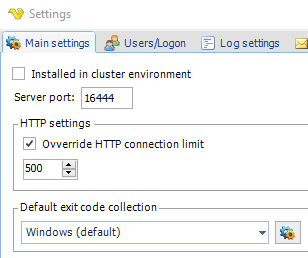 Settings
Main settings Users/Logon Log settings
Installed in cluster environment
Server port: 16444
HTTP settings
Ovverride HTTP connection limit
500
Default exit code collection
Windows (default)